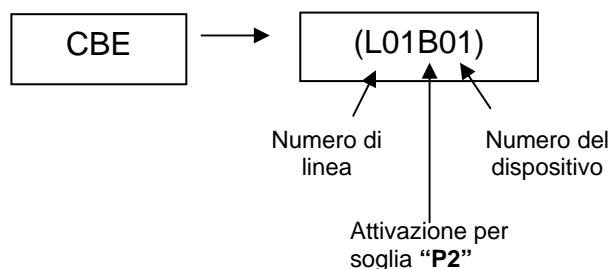 CBE
(L01B01)
Numero di
linea
Numero del
dispositivo
Attivazione per
soglia “P2”